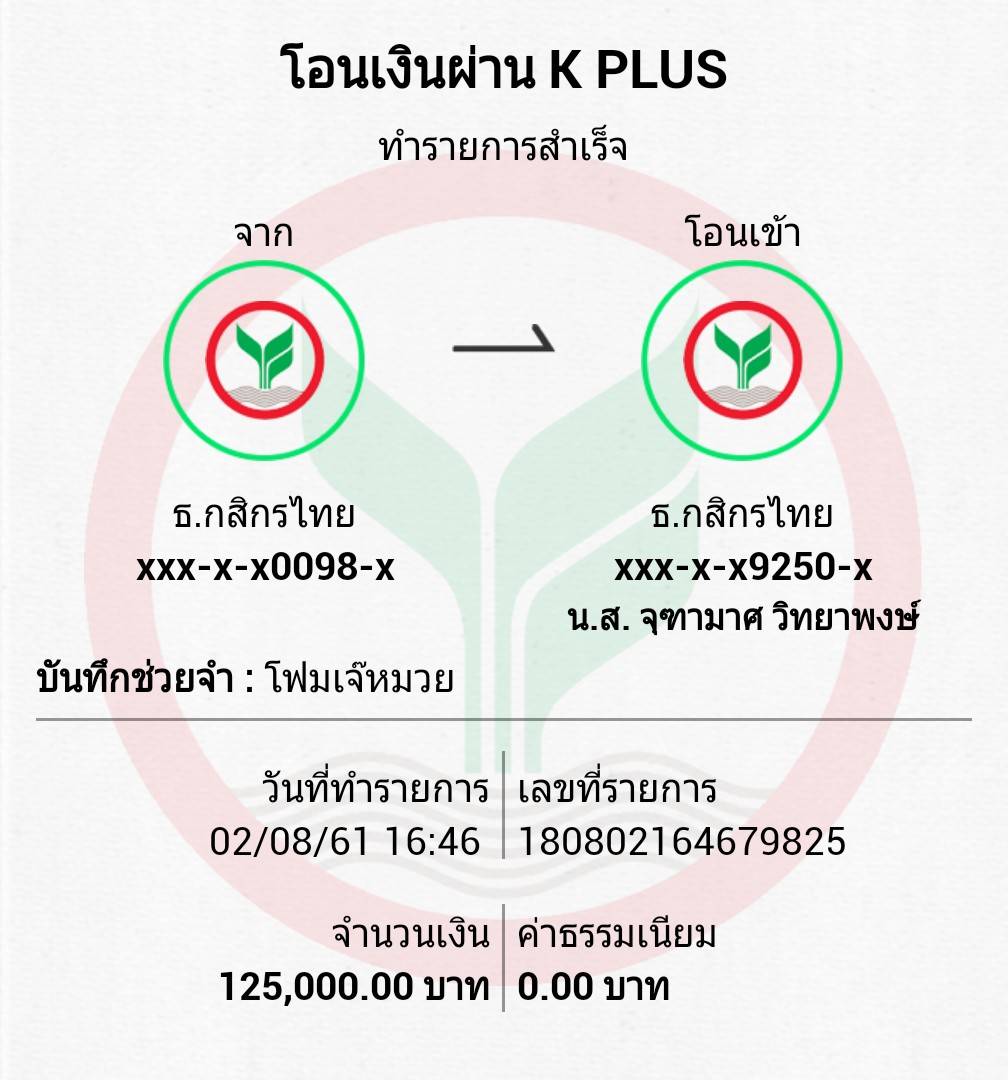 โอนเงินผ่าน K PLUS
ทำรายการสำเร็จ
จาก
โอนเข้า
ธ.กสิกรไทย
xxx-x-x0098-x
ธ.กสิกรไทย
xxx-x-x9250-x
น.ส. จุฑามาศ วิทยาพงษ์
บันทึกช่วยจำ : โฟมเจ๊หมวย
วันที่ทำรายการ
02/08/61 16:46
เลขที่รายการ
180802164679825
จำนวนเงิน
125,000.00 บาท
ค่าธรรมเนียม
0.00 บาท